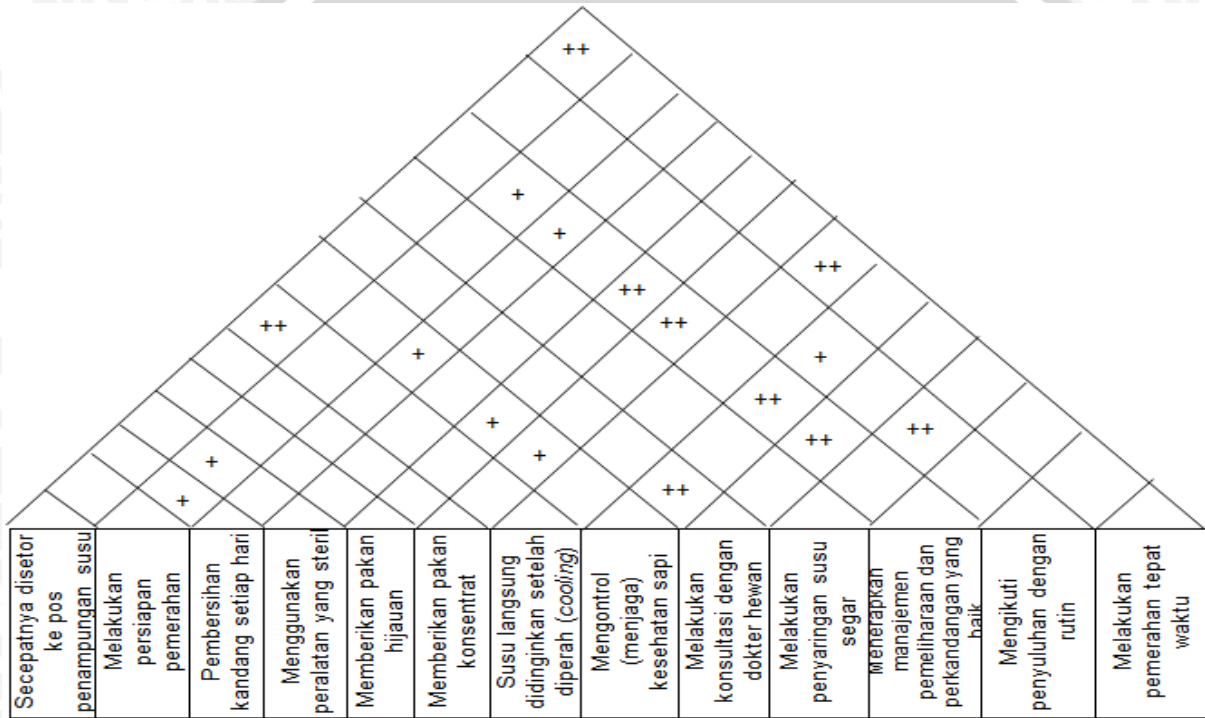 ++
+
+
++
++
++
++
+
+
++
+
++
++
+
+
++
+
Secepatnya disetor
ke pos
penampungan susu
Melakukan
persiapan
pemerahan
Pembersihan
kandang setiap hari
Menggunakan
peralatan yang steril
Memberikan pakan
hijauan
Memberikan pakan
konsentrat
Susu langsung
didinginkan setelah
diperah (cooling)
Mengontrol
(menjaga)
kesehatan sapi
Melakukan
konsultasi dengan
dokter hewan
Melakukan
penyaringan susu
segar
Menerapkan
manajemen
pemeliharaan dan
perkandangan yang
baik
Mengikuti
penyuluhan dengan
rutin
Melakukan
pemerahan tepat
waktu